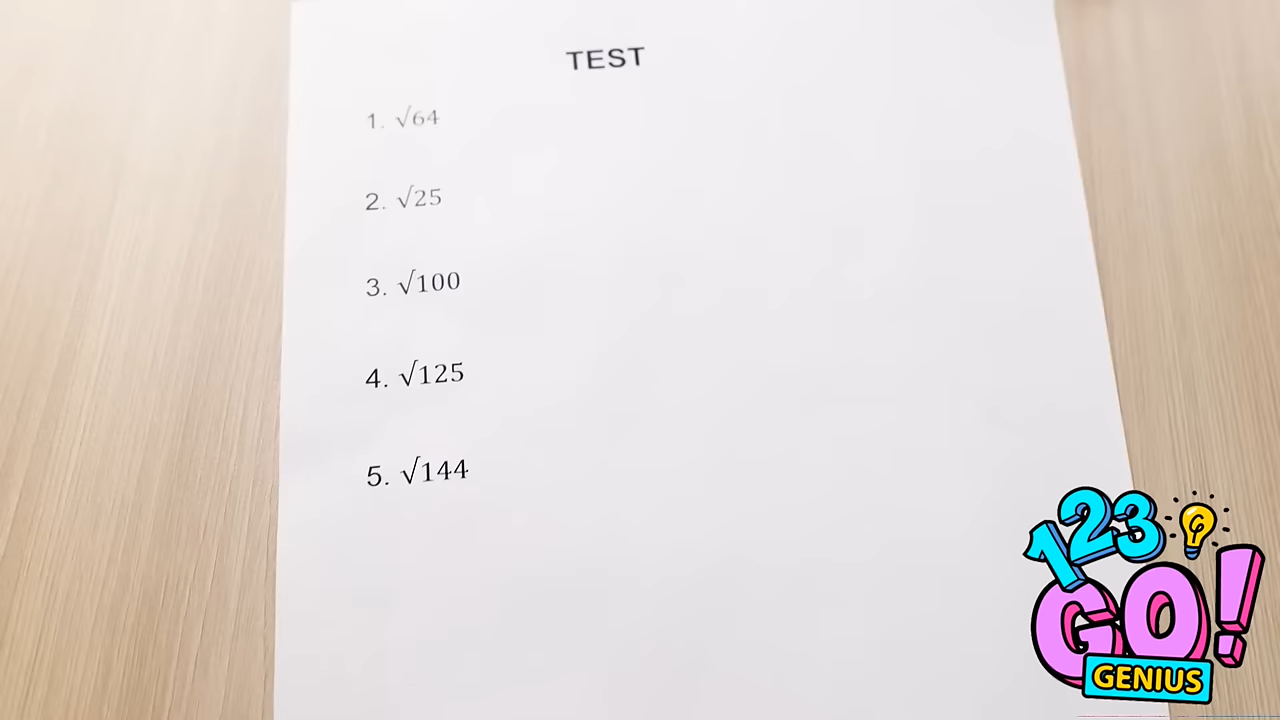 TEST
1. √64
2. √25
3. √100
4. √125
5. √144
123
GO!
GENIUS